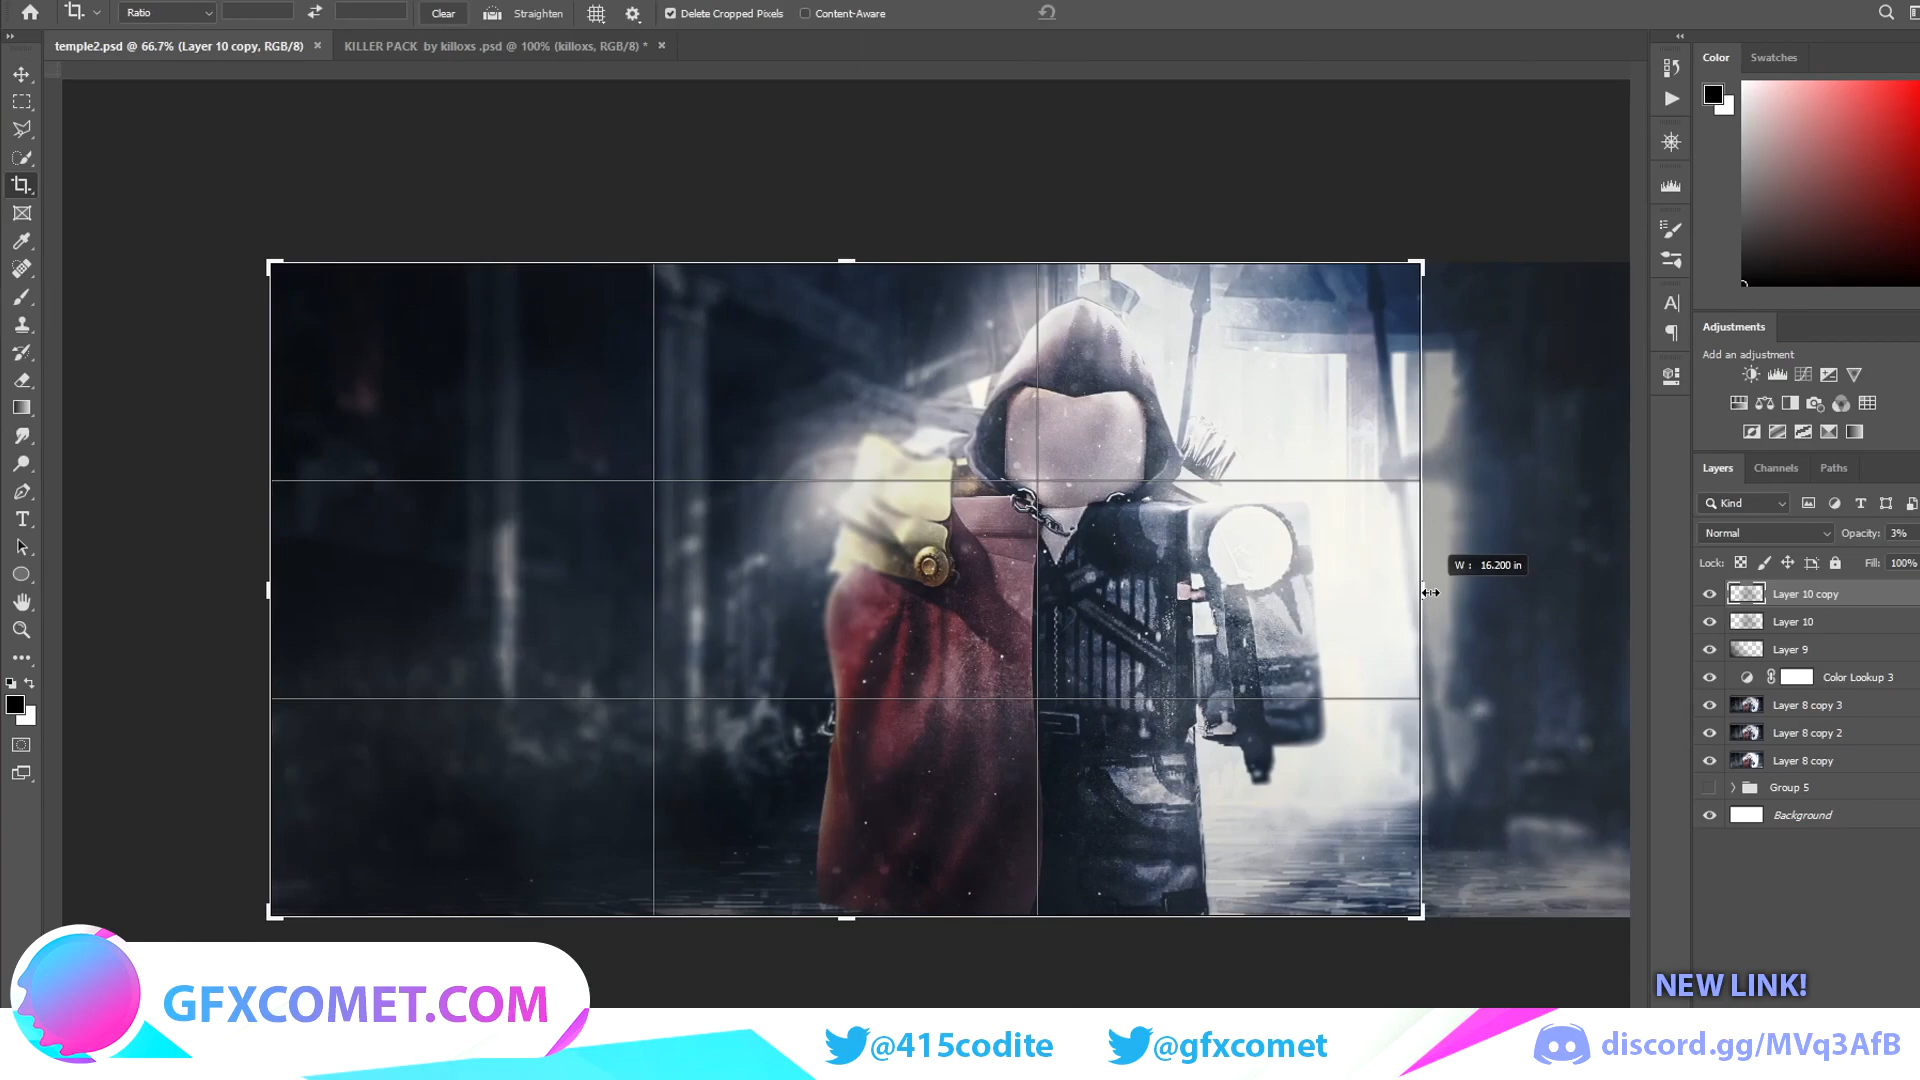 Ratio
Clear
Straighten
Delete Cropped Pixels
Content-Aware
temple2.psd @ 66.7% (Layer 10 copy, RGB/8) ×
KILLER PACK by killoxs .psd @ 100% (killoxs, RGB/8) * ×
Color
Swatches
Adjustments
Add an adjustment
Layers
Channels
Paths
Kind
Normal
Opacity: 3%
Lock:
Fill: 100%
W : 16.200 in
Layer 10 copy
Layer 10
Layer 9
Color Lookup 3
Layer 8 copy 3
Layer 8 copy 2
Layer 8 copy
Group 5
Background
NEW LINK!
GFXCOMET.COM
@415codite
@gfxcomet
discord.gg/MVq3AfB